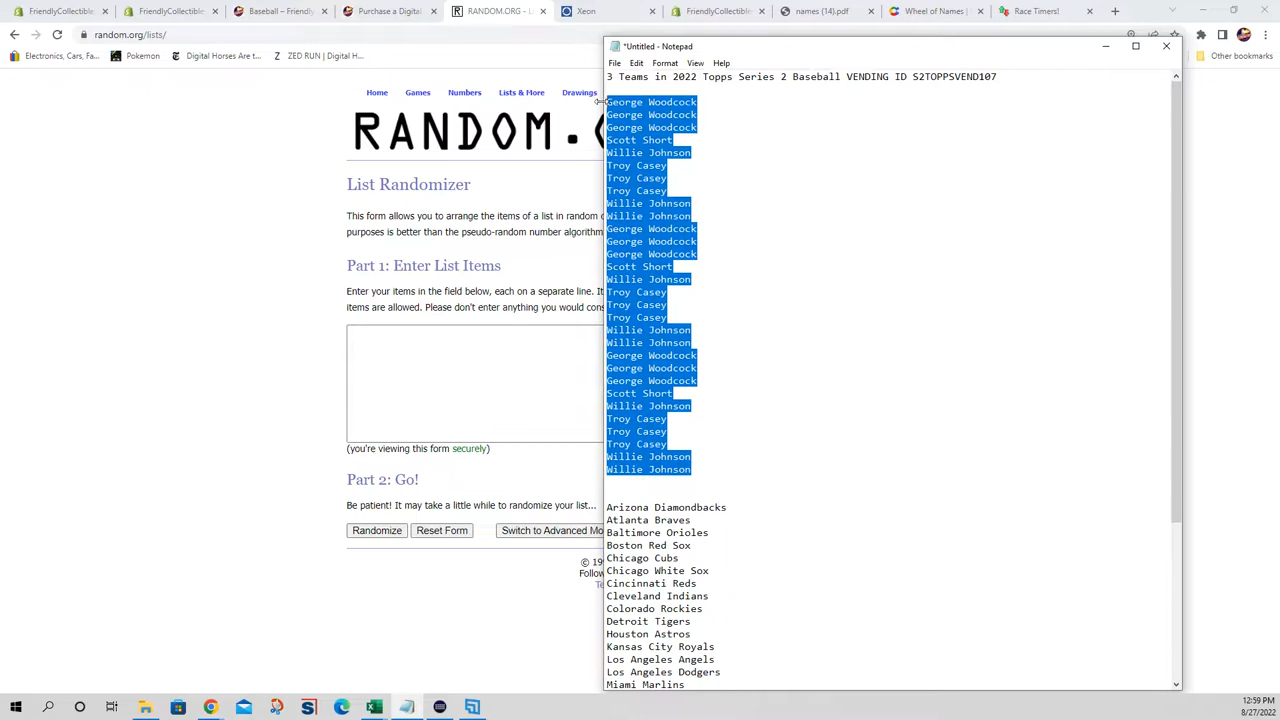 FriendlyCollectibles
FriendlyCollectible
Baseball – Friendly
Purchase a Digital
RANDOM.ORG - L
Xeon
FriendlyCollectible
names (14).pdf
Wheel of Names |
Race Timers!
random.org/lists/
Electronics, Cars, Fa...
Pokemon
Digital Horses Are t...
ZED RUN | Digital H...
Other bookmarks
*Untitled - Notepad
File Edit Format View Help
Home Games Numbers Lists & More Drawings
RANDOM.
List Randomizer
This form allows you to arrange the items of a list in random
purposes is better than the pseudo-random number algorithm
Part 1: Enter List Items
Enter your items in the field below, each on a separate line. It
items are allowed. Please don't enter anything you would cons
(you're viewing this form securely)
Part 2: Go!
Be patient! It may take a little while to randomize your list...
Randomize Reset Form Switch to Advanced Mo
© 19
Follow
Te
3 Teams in 2022 Topps Series 2 Baseball VENDING ID S2TOPPSVEND107
George Woodcock
George Woodcock
George Woodcock
Scott Short
Willie Johnson
Troy Casey
Troy Casey
Troy Casey
Willie Johnson
Willie Johnson
George Woodcock
George Woodcock
George Woodcock
Scott Short
Willie Johnson
Troy Casey
Troy Casey
Troy Casey
Willie Johnson
Willie Johnson
George Woodcock
George Woodcock
George Woodcock
Scott Short
Willie Johnson
Troy Casey
Troy Casey
Troy Casey
Willie Johnson
Willie Johnson
Arizona Diamondbacks
Atlanta Braves
Baltimore Orioles
Boston Red Sox
Chicago Cubs
Chicago White Sox
Cincinnati Reds
Cleveland Indians
Colorado Rockies
Detroit Tigers
Houston Astros
Kansas City Royals
Los Angeles Angels
Los Angeles Dodgers
Miami Marlins
12:59 PM
8/27/2022